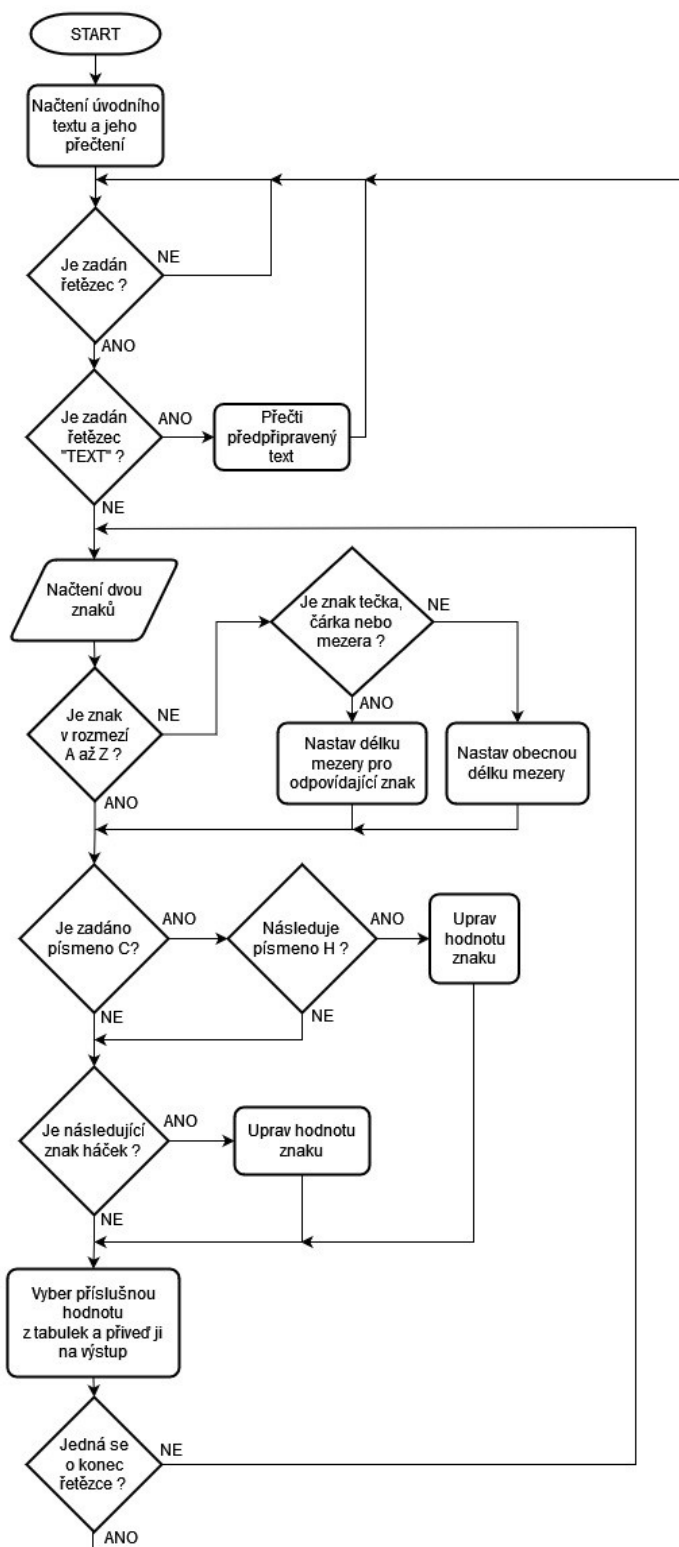 START
Načtení úvodního
textu a jeho
přečtení
Je zadán
řetězec ?
NE
ANO
Je zadán
řetězec
"TEXT" ?
ANO
Přečti
předpřipravený
text
NE
Načtení dvou
znaků
Je znak tečka,
čárka nebo
mezera ?
NE
ANO
Je znak
v rozmezí
A až Z ?
NE
Nastav délku
mezery pro
odpovídající znak
Nastav obecnou
délku mezery
ANO
Je zadáno
písmeno C?
ANO
Následuje
písmeno H ?
ANO
Uprav
hodnotu
znaku
NE
NE
Je následující
znak háček ?
ANO
Uprav hodnotu
znaku
NE
Vyber příslušnou
hodnotu
z tabulek a přiveď ji
na výstup
Jedná se
o konec
řetězce ?
NE
ANO